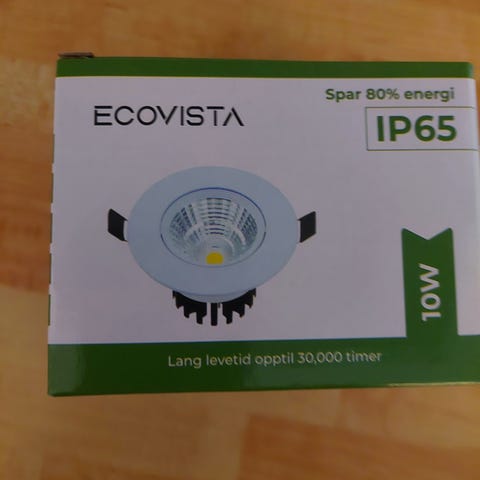 Spar 80% energi
ECOVISTA
IP65
10W
Lang levetid opptil 30,000 timer